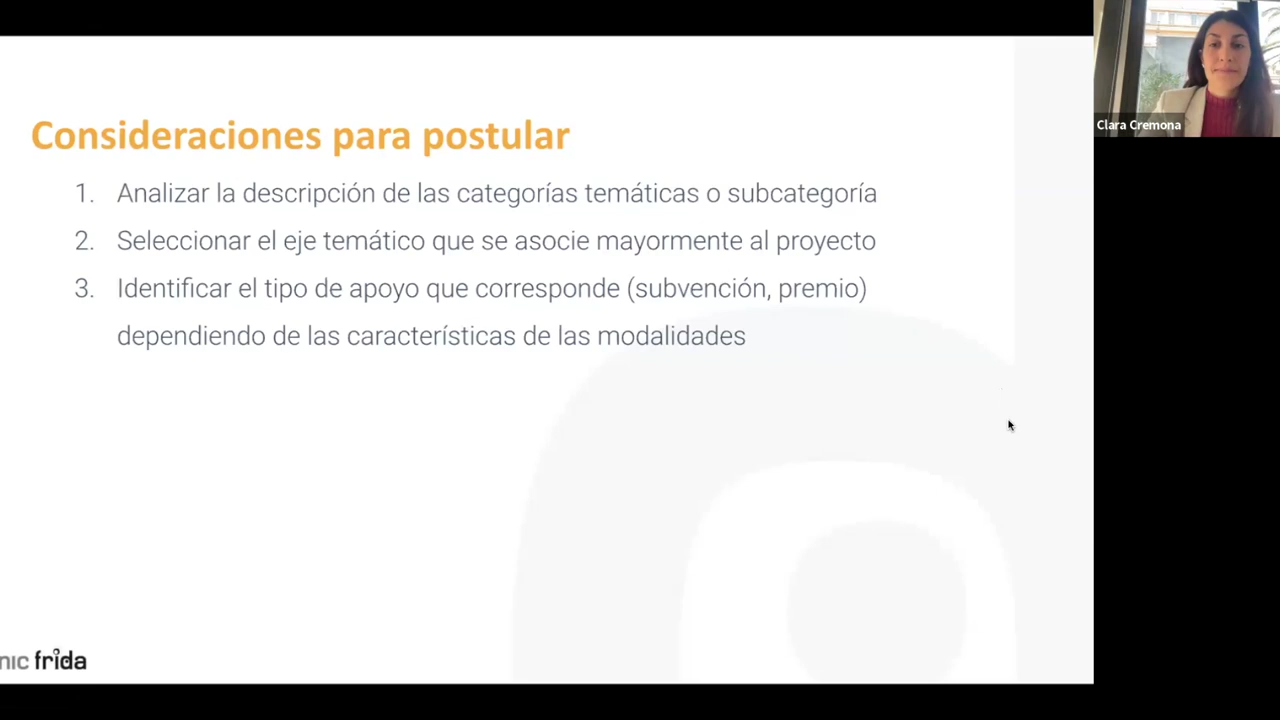 Consideraciones para postular
1. Analizar la descripción de las categorías temáticas o subcategoría
2. Seleccionar el eje temático que se asocie mayormente al proyecto
3. Identificar el tipo de apoyo que corresponde (subvención, premio)
dependiendo de las características de las modalidades
Clara Cremona
nic frida